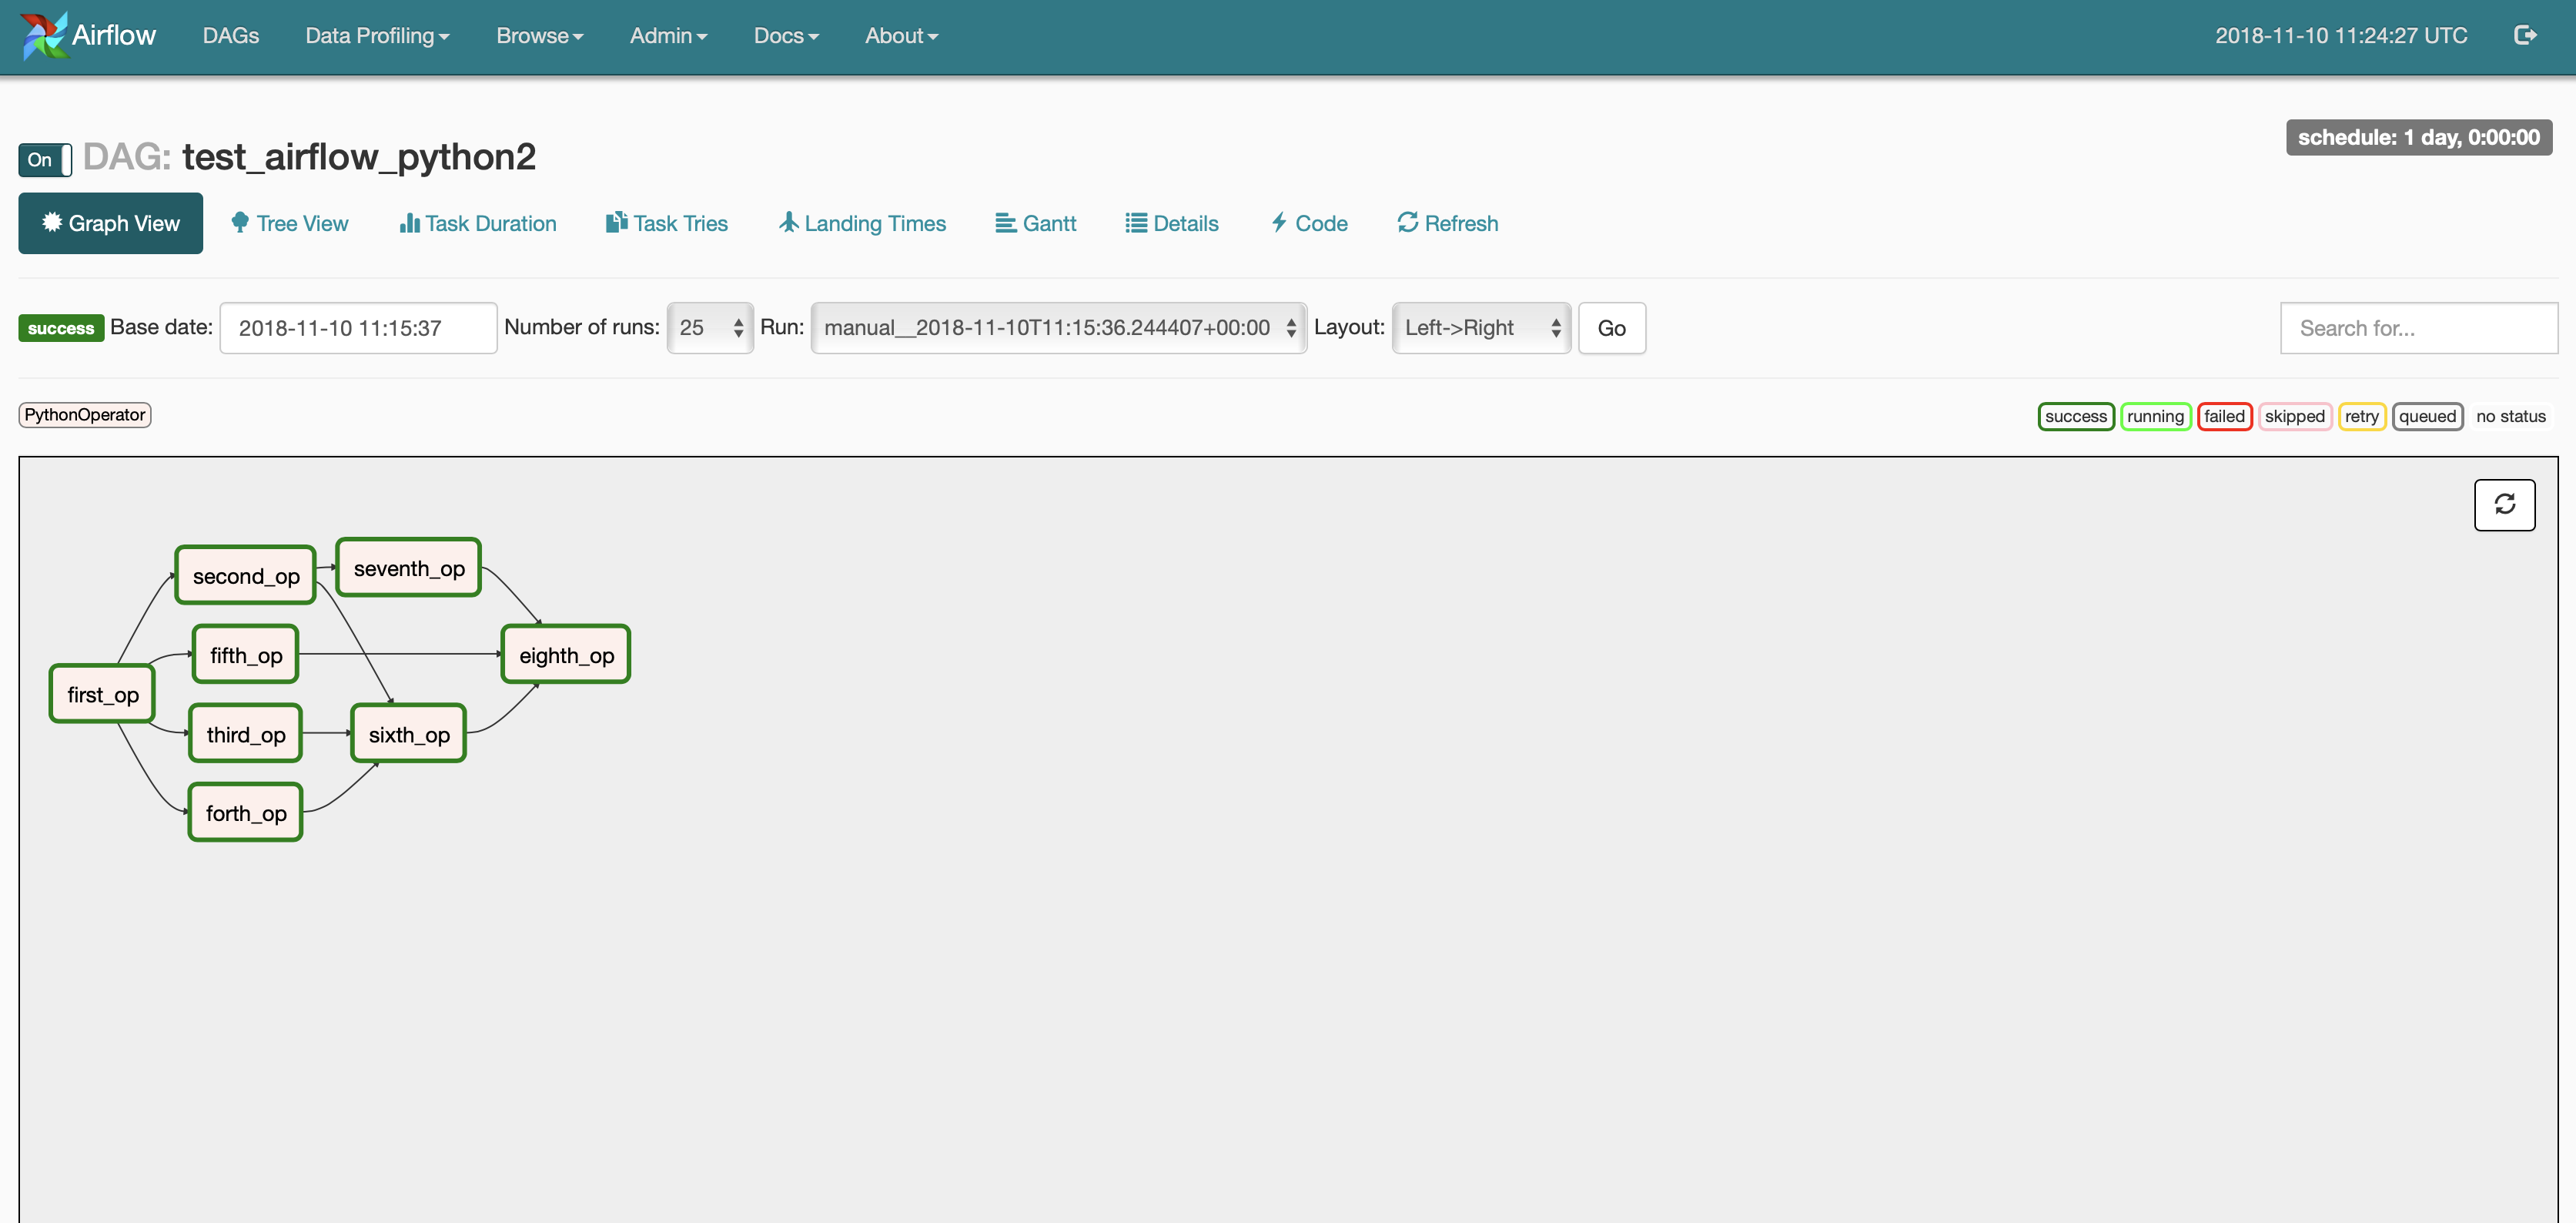 Airflow DAGs Data Profiling Browse Admin Docs About 2018-11-10 11:24:27 UTC
schedule: 1 day, 0:00:00
On DAG: test_airflow_python2
Graph View Tree View Task Duration Task Tries Landing Times Gantt Details Code Refresh
success Base date: 2018-11-10 11:15:37 Number of runs: 25 Run: manual__2018-11-10T11:15:36.244407+00:00 Layout: Left->Right Go Search for...
PythonOperator success running failed skipped retry queued no status
second_op seventh_op
fifth_op eighth_op
first_op
third_op sixth_op
forth_op